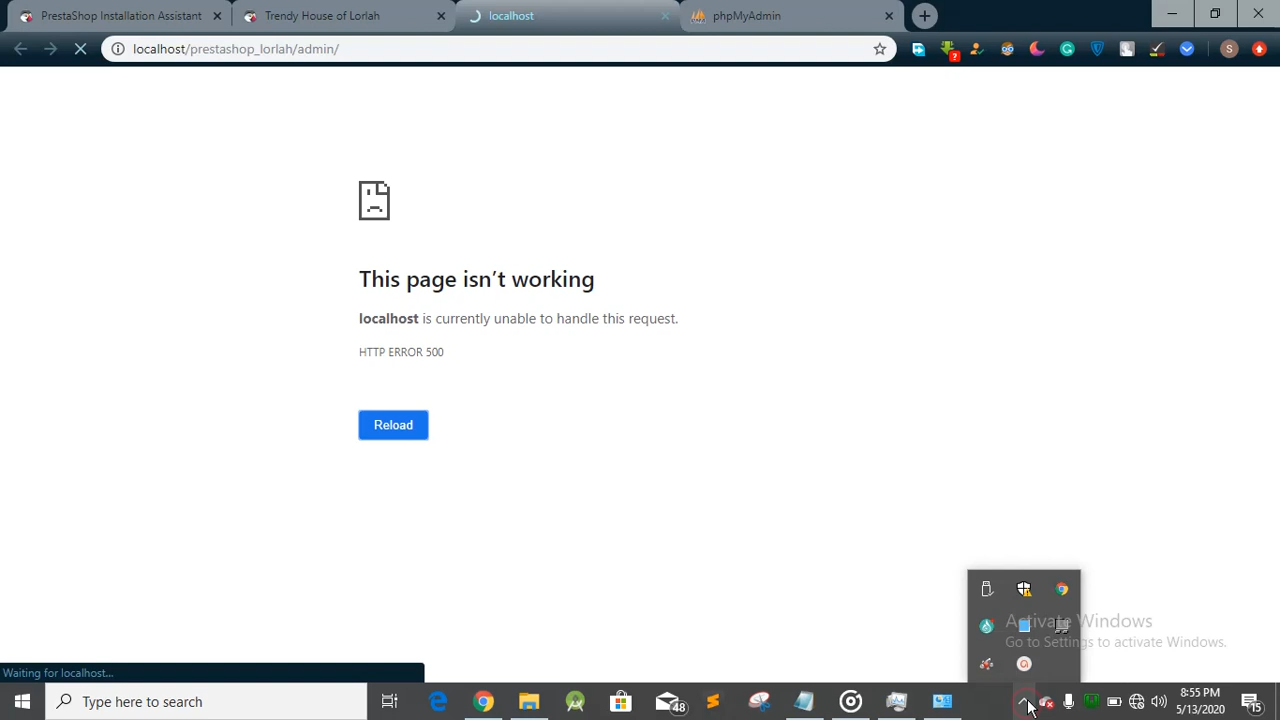 PrestaShop Installation Assistant
Trendy House of Lorlah
localhost
phpMyAdmin
localhost/prestashop_lorlah/admin/
?
S
This page isn't working
localhost is currently unable to handle this request.
HTTP ERROR 500
Reload
Activate Windows
Go to Settings to activate Windows.
Waiting for localhost...
Type here to search
48
8:55 PM
5/13/2020
15